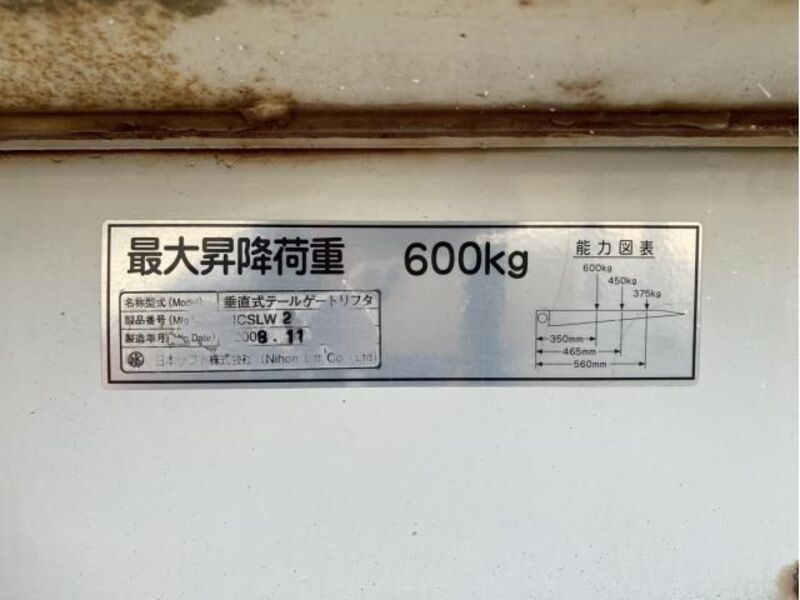 最大昇降荷重 600kg
名称型式(Model) 垂直式テールゲートリフタ
製品番号 CSLW 2
製造年月 Date) 2008.11
日本リフト株式会社 (Nihon Lift Co., Ltd)
能力図表
600kg
450kg
375kg
350mm
465mm
560mm